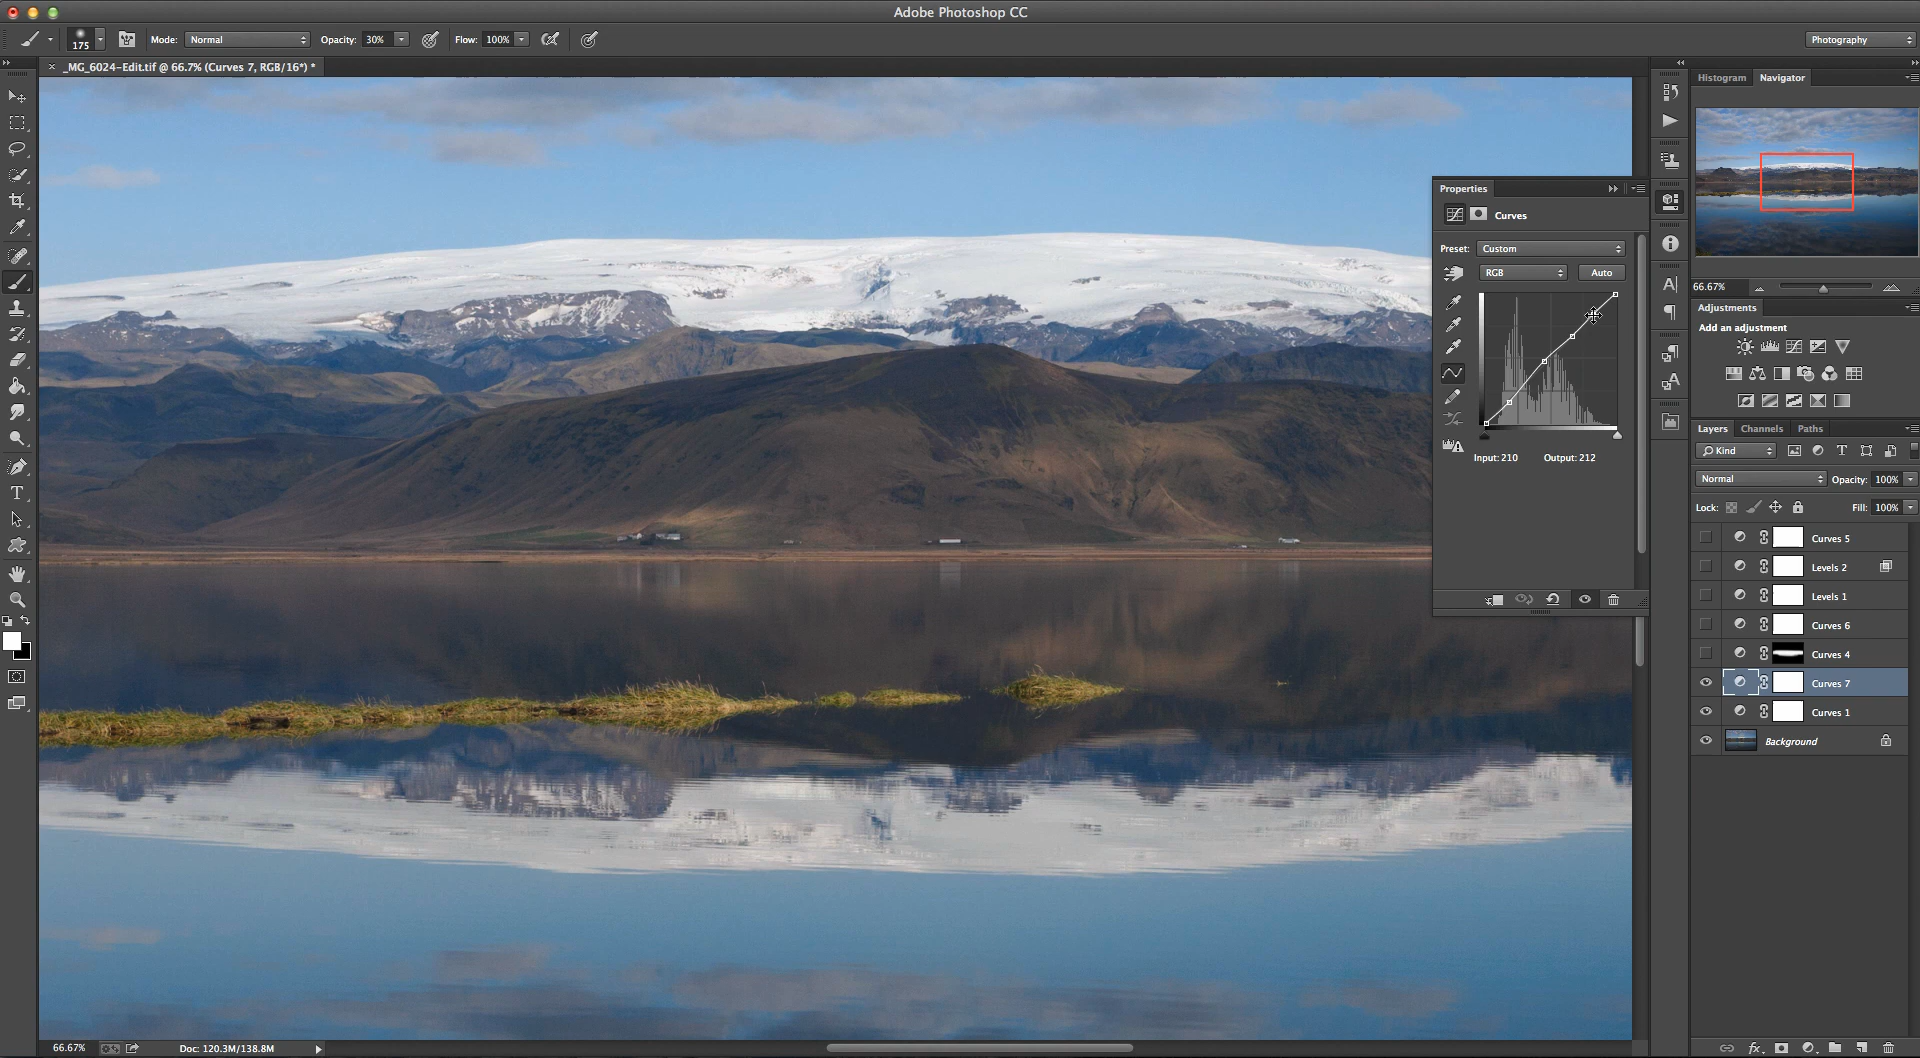 Adobe Photoshop CC
175
Mode: Normal Opacity: 30% Flow: 100% Photography
× _MG_6024-Edit.tif @ 66.7% (Curves 7, RGB/16*) *
Histogram Navigator
66.67%
Adjustments
Add an adjustment
Properties
Curves
Preset: Custom
RGB Auto
Input: 210 Output: 212
Layers Channels Paths
Kind T
Normal Opacity: 100%
Lock: Fill: 100%
Curves 5
Levels 2
Levels 1
Curves 6
Curves 4
Curves 7
Curves 1
Background
fx
66.67% Doc: 120.3M/138.8M